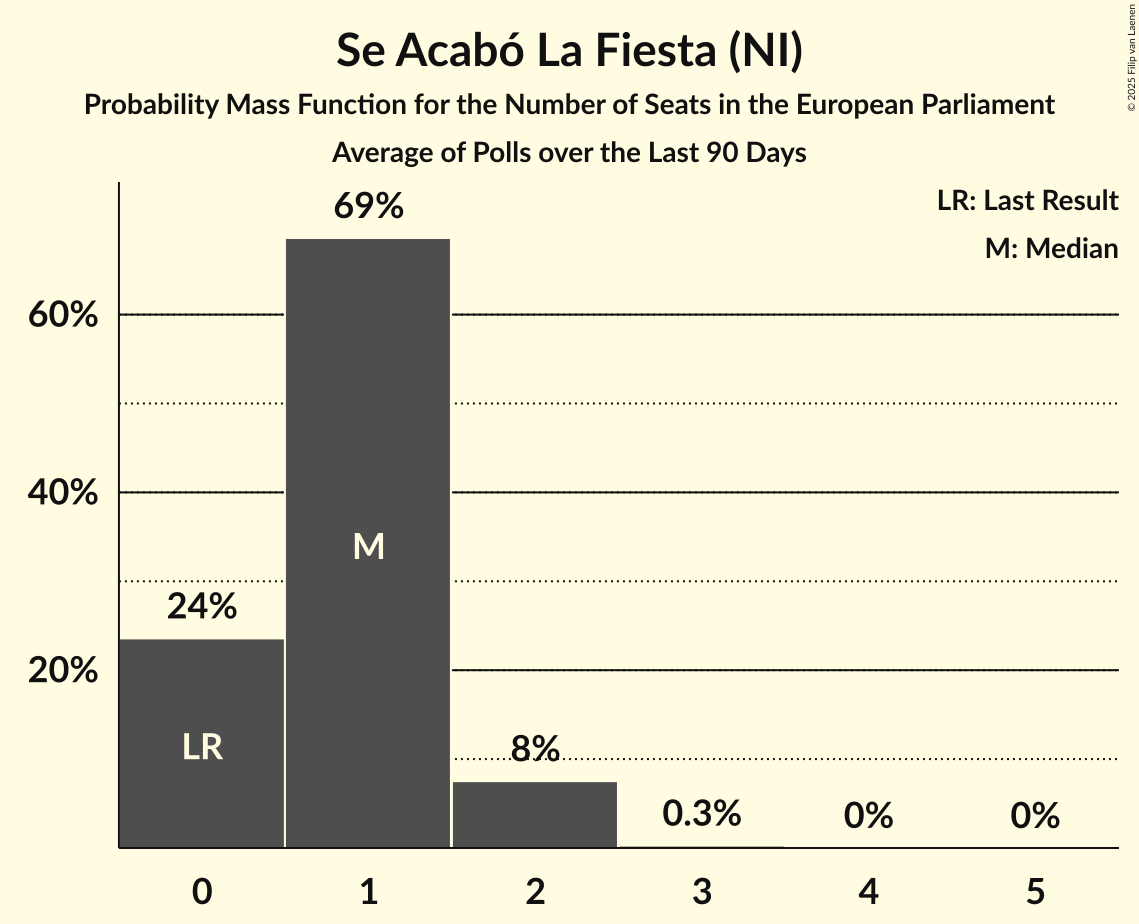 Se Acabó La Fiesta (NI)
Probability Mass Function for the Number of Seats in the European Parliament
Average of Polls over the Last 90 Days
© 2025 Filip van Laenen
LR: Last Result
M: Median
69%
60%
40%
M
24%
20%
LR
8%
0.3%
0%
0%
0 1 2 3 4 5